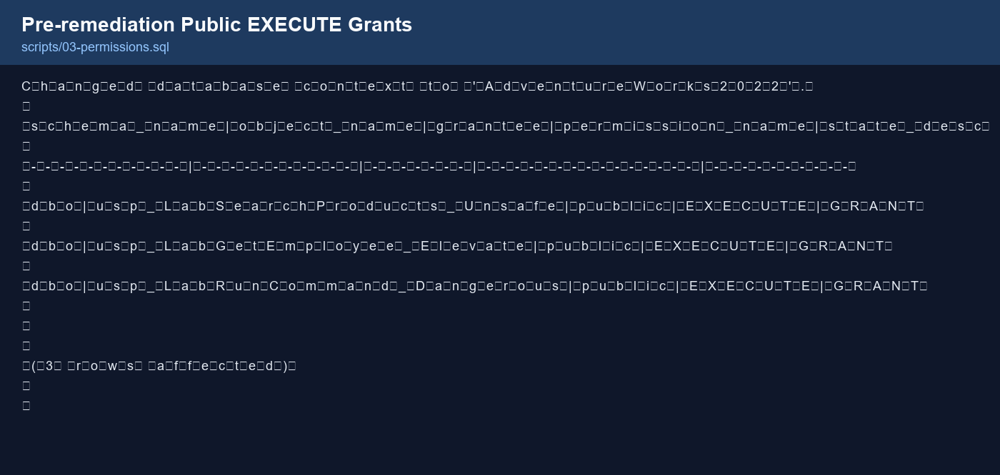 Pre-remediation Public EXECUTE Grants
scripts/03-permissions.sql
Changed database context to 'AdventureWorks2022'.
schema_name|object_name|grantee|permission_name|state_desc
-----------|-----------|-------|---------------|----------
dbo|usp_LabSearchProducts_Unsafe|public|EXECUTE|GRANT
dbo|usp_LabGetEmployee_Elevate|public|EXECUTE|GRANT
dbo|usp_LabRunCommand_Dangerous|public|EXECUTE|GRANT
(3 rows affected)